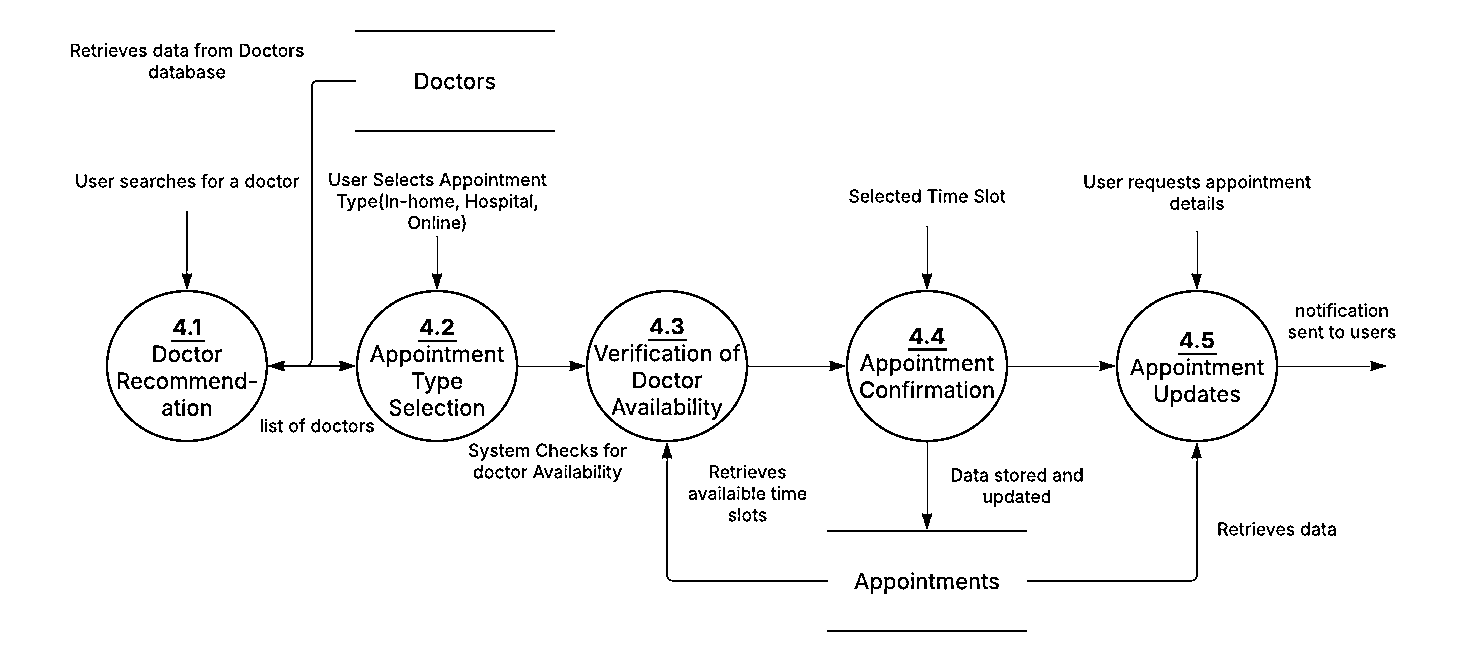 Retrieves data from Doctors
database
Doctors
User searches for a doctor
User Selects Appointment
Type(In-home, Hospital,
Online)
Selected Time Slot
User requests appointment
details
4.1
Doctor
Recommend-
ation
4.2
Appointment
Type
Selection
4.3
Verification of
Doctor
Availability
4.4
Appointment
Confirmation
4.5
Appointment
Updates
notification
sent to users
list of doctors
System Checks for
doctor Availability
Retrieves
availaible time
slots
Data stored and
updated
Retrieves data
Appointments